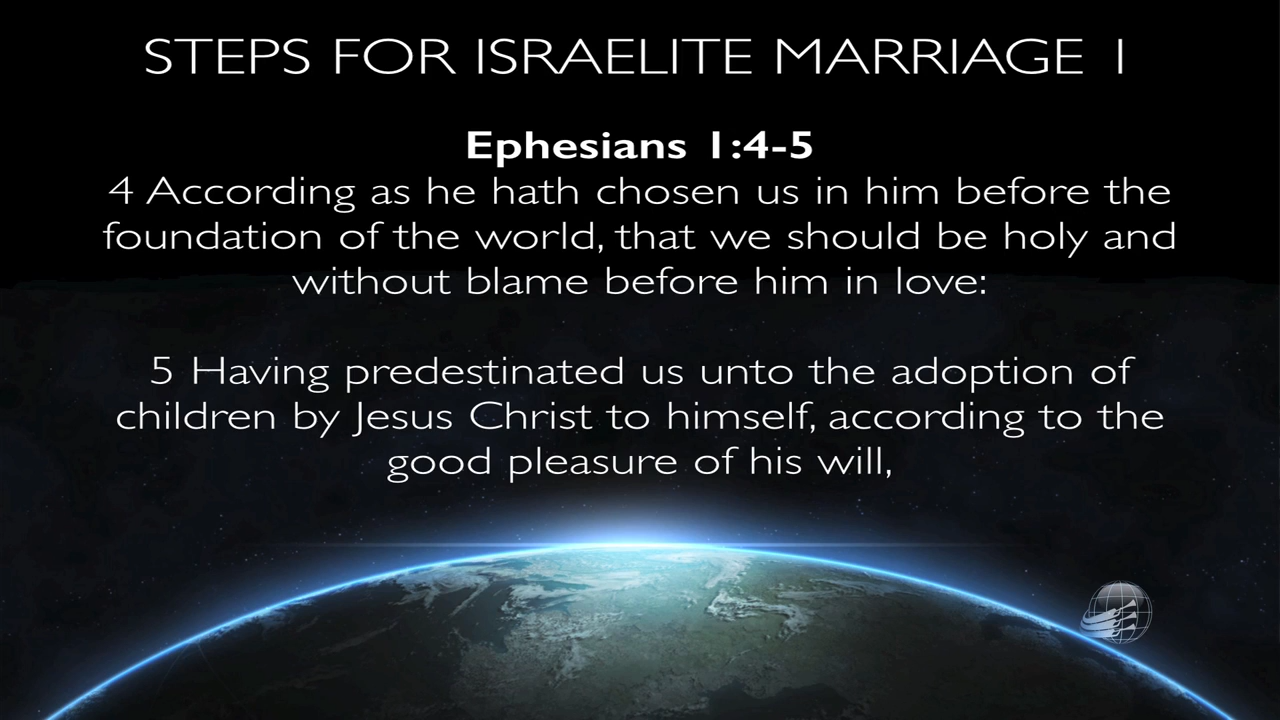 STEPS FOR ISRAELITE MARRIAGE 1
Ephesians 1:4-5
4 According as he hath chosen us in him before the
foundation of the world, that we should be holy and
without blame before him in love:
5 Having predestinated us unto the adoption of
children by Jesus Christ to himself, according to the
good pleasure of his will,